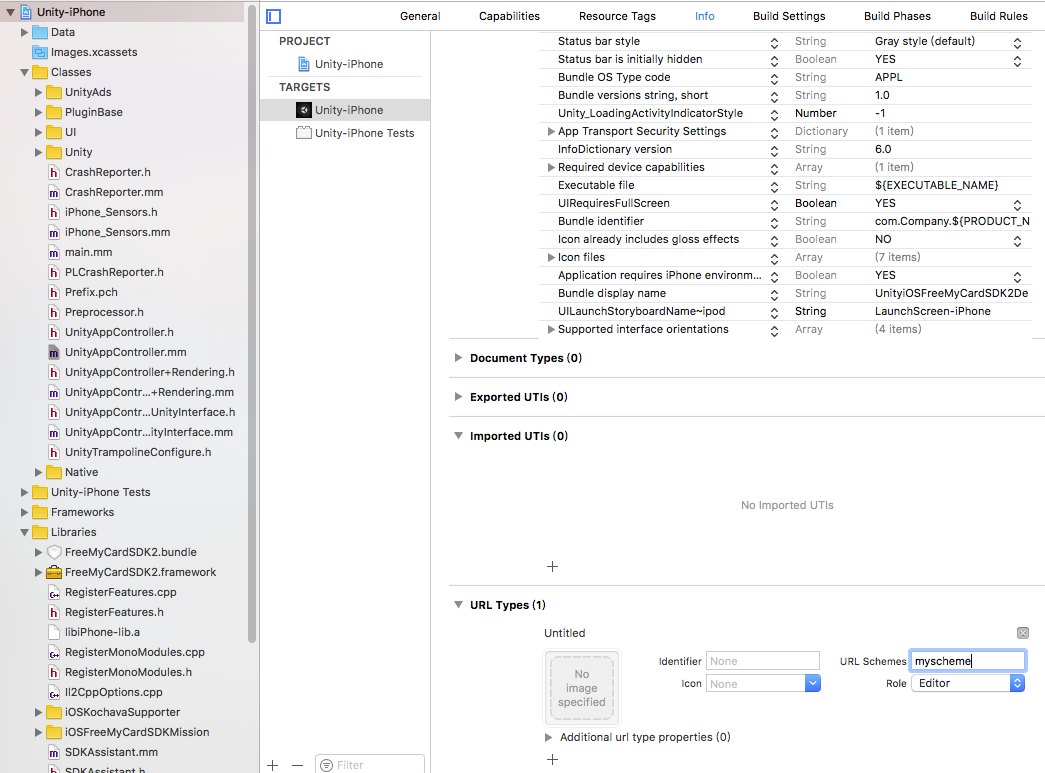 Unity-iPhone
Data
Images.xcassets
Classes
UnityAds
PluginBase
UI
Unity
CrashReporter.h
CrashReporter.mm
iPhone_Sensors.h
iPhone_Sensors.mm
main.mm
PLCrashReporter.h
Prefix.pch
Preprocessor.h
UnityAppController.h
UnityAppController.mm
UnityAppController+Rendering.h
UnityAppContr...+Rendering.mm
UnityAppContr...UnityInterface.h
UnityAppContr...ityInterface.mm
UnityTrampolineConfigure.h
Native
Unity-iPhone Tests
Frameworks
Libraries
FreeMyCardSDK2.bundle
FreeMyCardSDK2.framework
RegisterFeatures.cpp
RegisterFeatures.h
libiPhone-lib.a
RegisterMonoModules.cpp
RegisterMonoModules.h
Il2CppOptions.cpp
iOSKochavaSupporter
iOSFreeMyCardSDKMission
SDKAssistant.mm
SDKAssistant.h
General Capabilities Resource Tags Info Build Settings Build Phases Build Rules
PROJECT
Unity-iPhone
TARGETS
Unity-iPhone
Unity-iPhone Tests
Filter
Status bar style String Gray style (default)
Status bar is initially hidden Boolean YES
Bundle OS Type code String APPL
Bundle versions string, short String 1.0
Unity_LoadingActivityIndicatorStyle Number -1
App Transport Security Settings Dictionary (1 item)
InfoDictionary version String 6.0
Required device capabilities Array (1 item)
Executable file String ${EXECUTABLE_NAME}
UIRequiresFullScreen Boolean YES
Bundle identifier String com.Company.${PRODUCT_N
Icon already includes gloss effects Boolean NO
Icon files Array (7 items)
Application requires iPhone environm... Boolean YES
Bundle display name String UnityiOSFreeMyCardSDK2De
UILaunchStoryboardName~ipod String LaunchScreen-iPhone
Supported interface orientations Array (4 items)
Document Types (0)
Exported UTIs (0)
Imported UTIs (0)
No Imported UTIs
URL Types (1)
Untitled
No image specified
Identifier None URL Schemes myscheme
Icon None Role Editor
Additional url type properties (0)